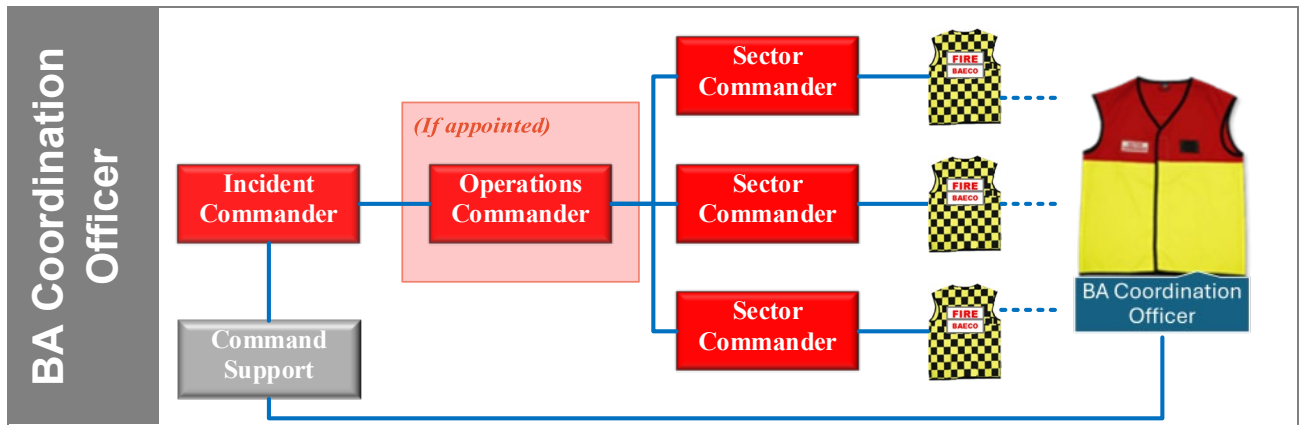 BA Coordination
Officer
(If appointed)
Incident
Commander
Operations
Commander
Sector
Commander
FIRE
BAECO
Sector
Commander
FIRE
BAECO
Sector
Commander
FIRE
BAECO
BA Coordination
Officer
Command
Support